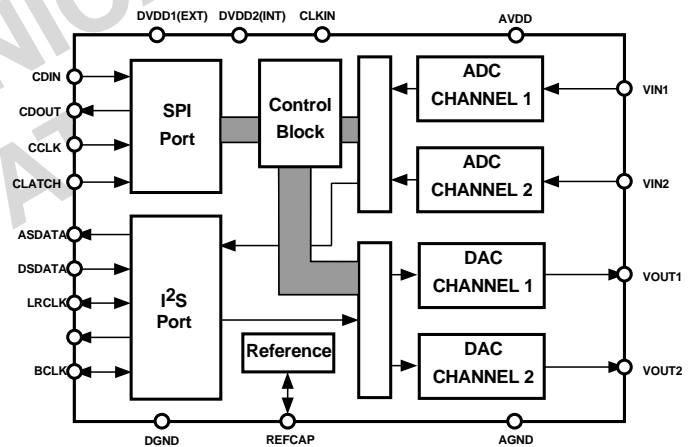 DVDD1(EXT) DVDD2(INT) CLKIN AVDD
CDIN
CDOUT
CCLK
CLATCH
ASDATA
DSDATA
LRCLK
BCLK
SPI
Port
Control
Block
I2S
Port
Reference
ADC
CHANNEL 1
ADC
CHANNEL 2
DAC
CHANNEL 1
DAC
CHANNEL 2
VIN1
VIN2
VOUT1
VOUT2
DGND REFCAP AGND